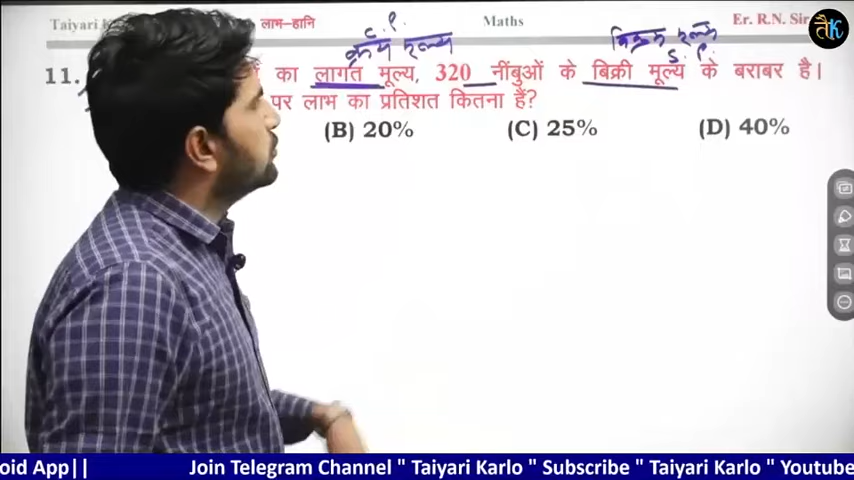 Taiyari K लाभ–हानि Maths Er. R.N. Sir
तैK
C.P. क्रय मूल्य
विक्रय मूल्य S.P.
11. का लागत मूल्य, 320 नींबुओं के बिक्री मूल्य के बराबर है।
पर लाभ का प्रतिशत कितना है?
(B) 20% (C) 25% (D) 40%
oid App|| Join Telegram Channel " Taiyari Karlo " Subscribe " Taiyari Karlo " Youtube